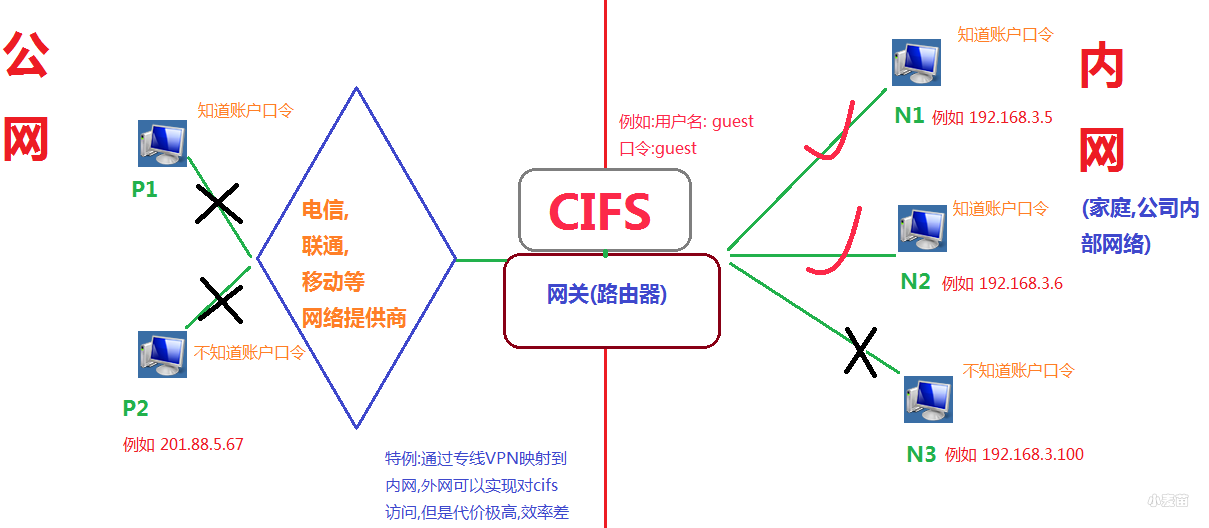 公
网
知道账户口令
P1
不知道账户口令
P2
例如 201.88.5.67
电信,
联通,
移动等
网络提供商
特例:通过专线VPN映射到
内网,外网可以实现对cifs
访问,但是代价极高,效率差
例如:用户名: guest
口令:guest
CIFS
网关(路由器)
知道账户口令
N1 例如 192.168.3.5
知道账户口令
N2 例如 192.168.3.6
不知道账户口令
N3 例如 192.168.3.100
内
网
(家庭,公司内
部网络)